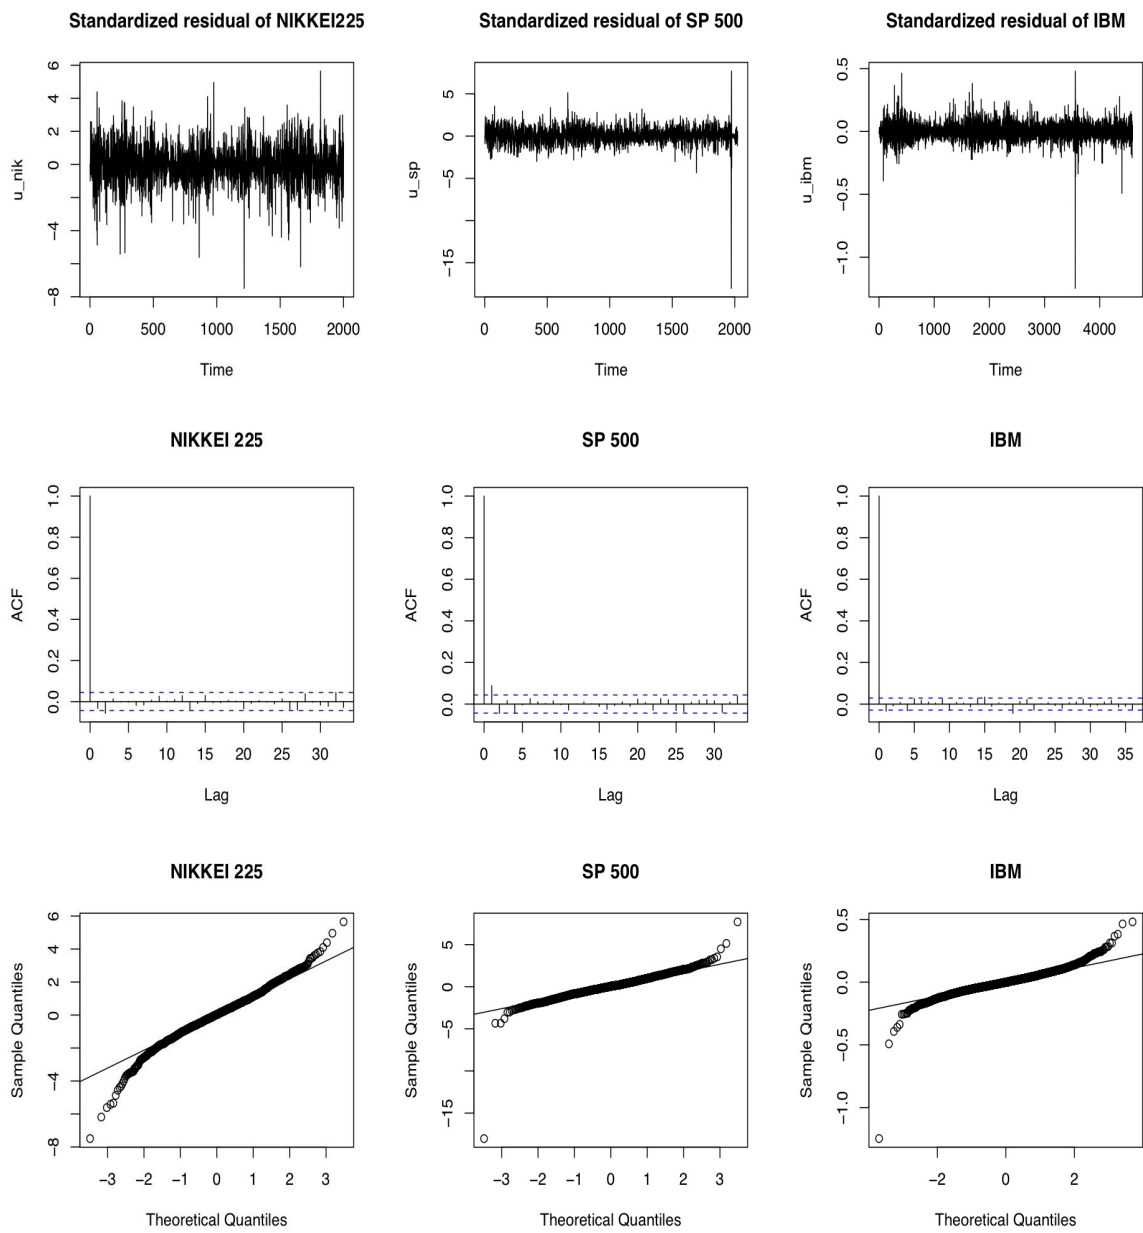 Standardized residual of NIKKEI225
u_nik
6
4
2
0
−4
−8
0 500 1000 1500 2000
Time
Standardized residual of SP 500
u_sp
5
0
−5
−15
0 500 1000 1500 2000
Time
Standardized residual of IBM
u_ibm
0.5
0.0
−0.5
−1.0
0 1000 2000 3000 4000
Time
NIKKEI 225
ACF
1.0
0.8
0.6
0.4
0.2
0.0
0 5 10 15 20 25 30
Lag
SP 500
ACF
1.0
0.8
0.6
0.4
0.2
0.0
0 5 10 15 20 25 30
Lag
IBM
ACF
1.0
0.8
0.6
0.4
0.2
0.0
0 5 10 15 20 25 30 35
Lag
NIKKEI 225
Sample Quantiles
6
4
2
0
−4
−8
−3 −2 −1 0 1 2 3
Theoretical Quantiles
SP 500
Sample Quantiles
5
0
−5
−15
−3 −2 −1 0 1 2 3
Theoretical Quantiles
IBM
Sample Quantiles
0.5
0.0
−0.5
−1.0
−2 0 2
Theoretical Quantiles